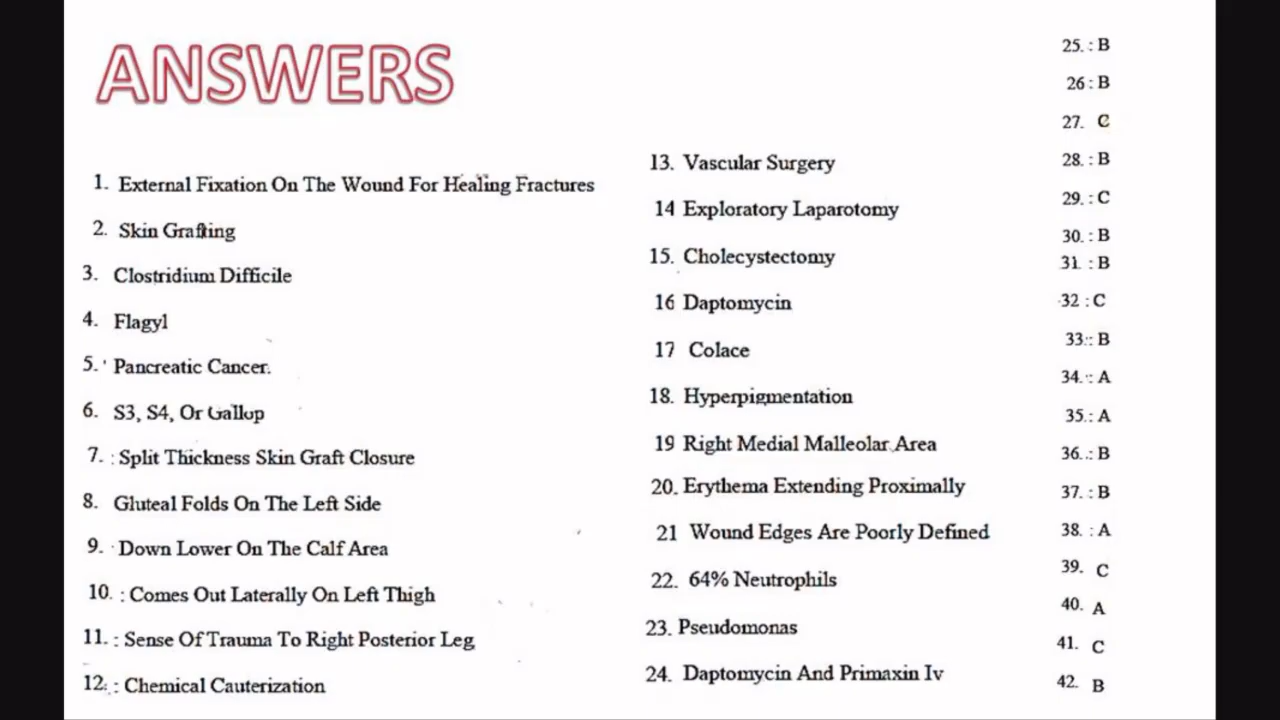 ANSWERS
1. External Fixation On The Wound For Healing Fractures
2. Skin Grafting
3. Clostridium Difficile
4. Flagyl
5. Pancreatic Cancer.
6. S3, S4, Or Gallup
7. : Split Thickness Skin Graft Closure
8. Gluteal Folds On The Left Side
9. Down Lower On The Calf Area
10. : Comes Out Laterally On Left Thigh
11. : Sense Of Trauma To Right Posterior Leg
12. : Chemical Cauterization
13. Vascular Surgery
14 Exploratory Laparotomy
15. Cholecystectomy
16 Daptomycin
17 Colace
18. Hyperpigmentation
19 Right Medial Malleolar Area
20. Erythema Extending Proximally
21 Wound Edges Are Poorly Defined
22. 64% Neutrophils
23. Pseudomonas
24. Daptomycin And Primaxin Iv
25. : B
26 : B
27. C
28. : B
29. : C
30. : B
31. : B
32 : C
33: : B
34. : A
35. : A
36. : B
37. : B
38. : A
39. C
40. A
41. C
42. B